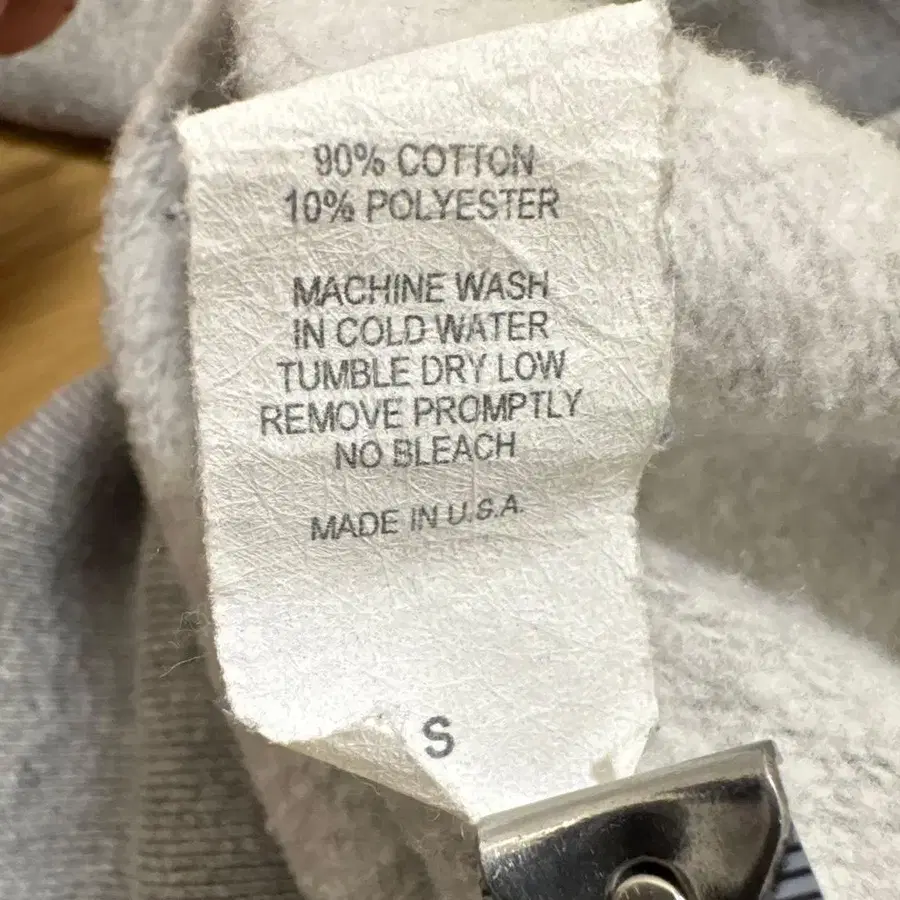 90% COTTON
10% POLYESTER
MACHINE WASH
IN COLD WATER
TUMBLE DRY LOW
REMOVE PROMPTLY
NO BLEACH
MADE IN U.S.A.
S